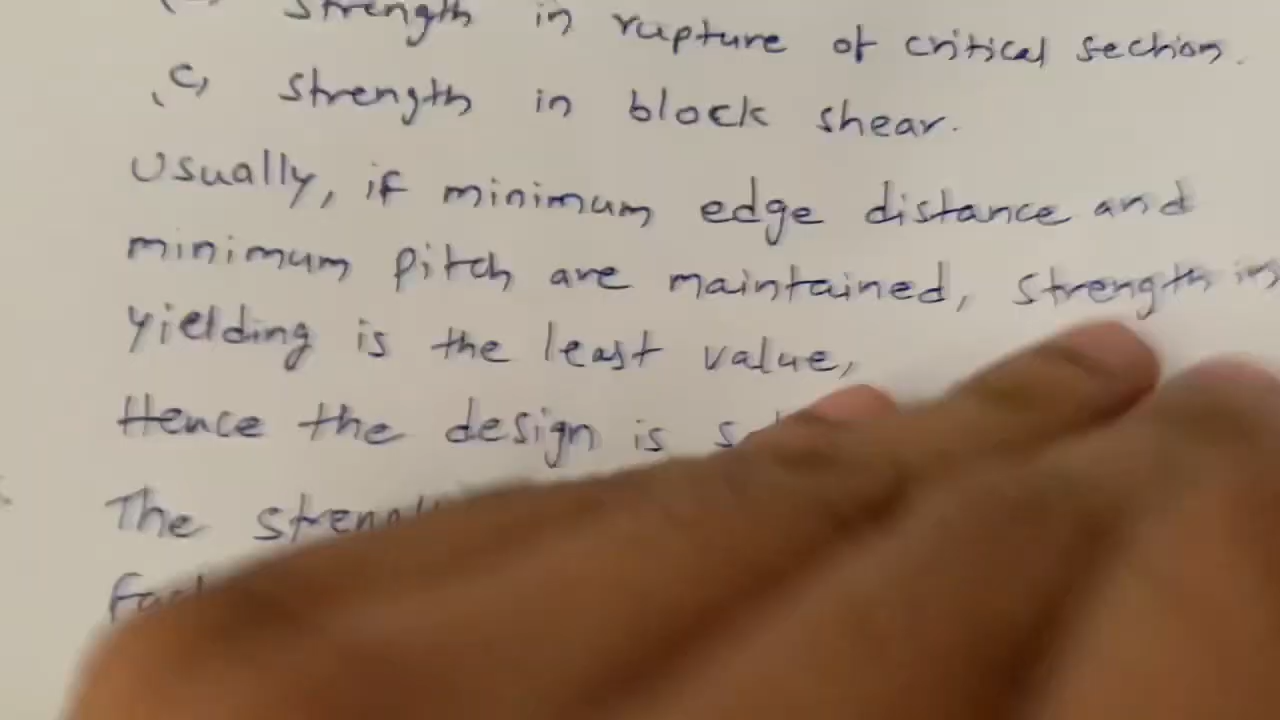 strength in rupture of critical section.
(c) strength in block shear.
Usually, if minimum edge distance and
minimum pitch are maintained, strength in
yielding is the least value,
Hence the design is
The